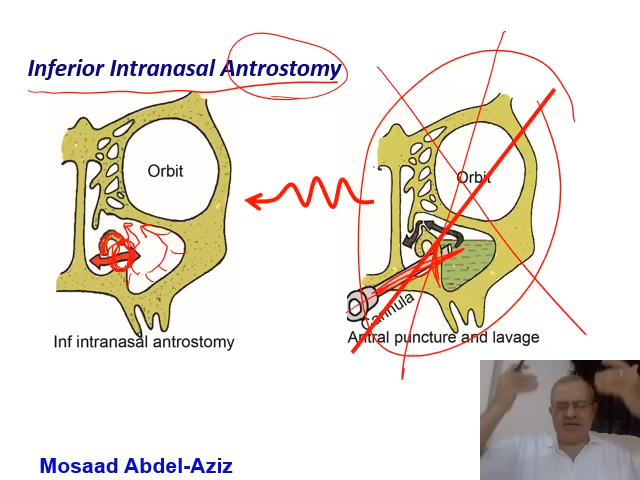 Inferior Intranasal Antrostomy
Orbit
Orbit
Cannula
Inf intranasal antrostomy
Antral puncture and lavage
Mosaad Abdel-Aziz